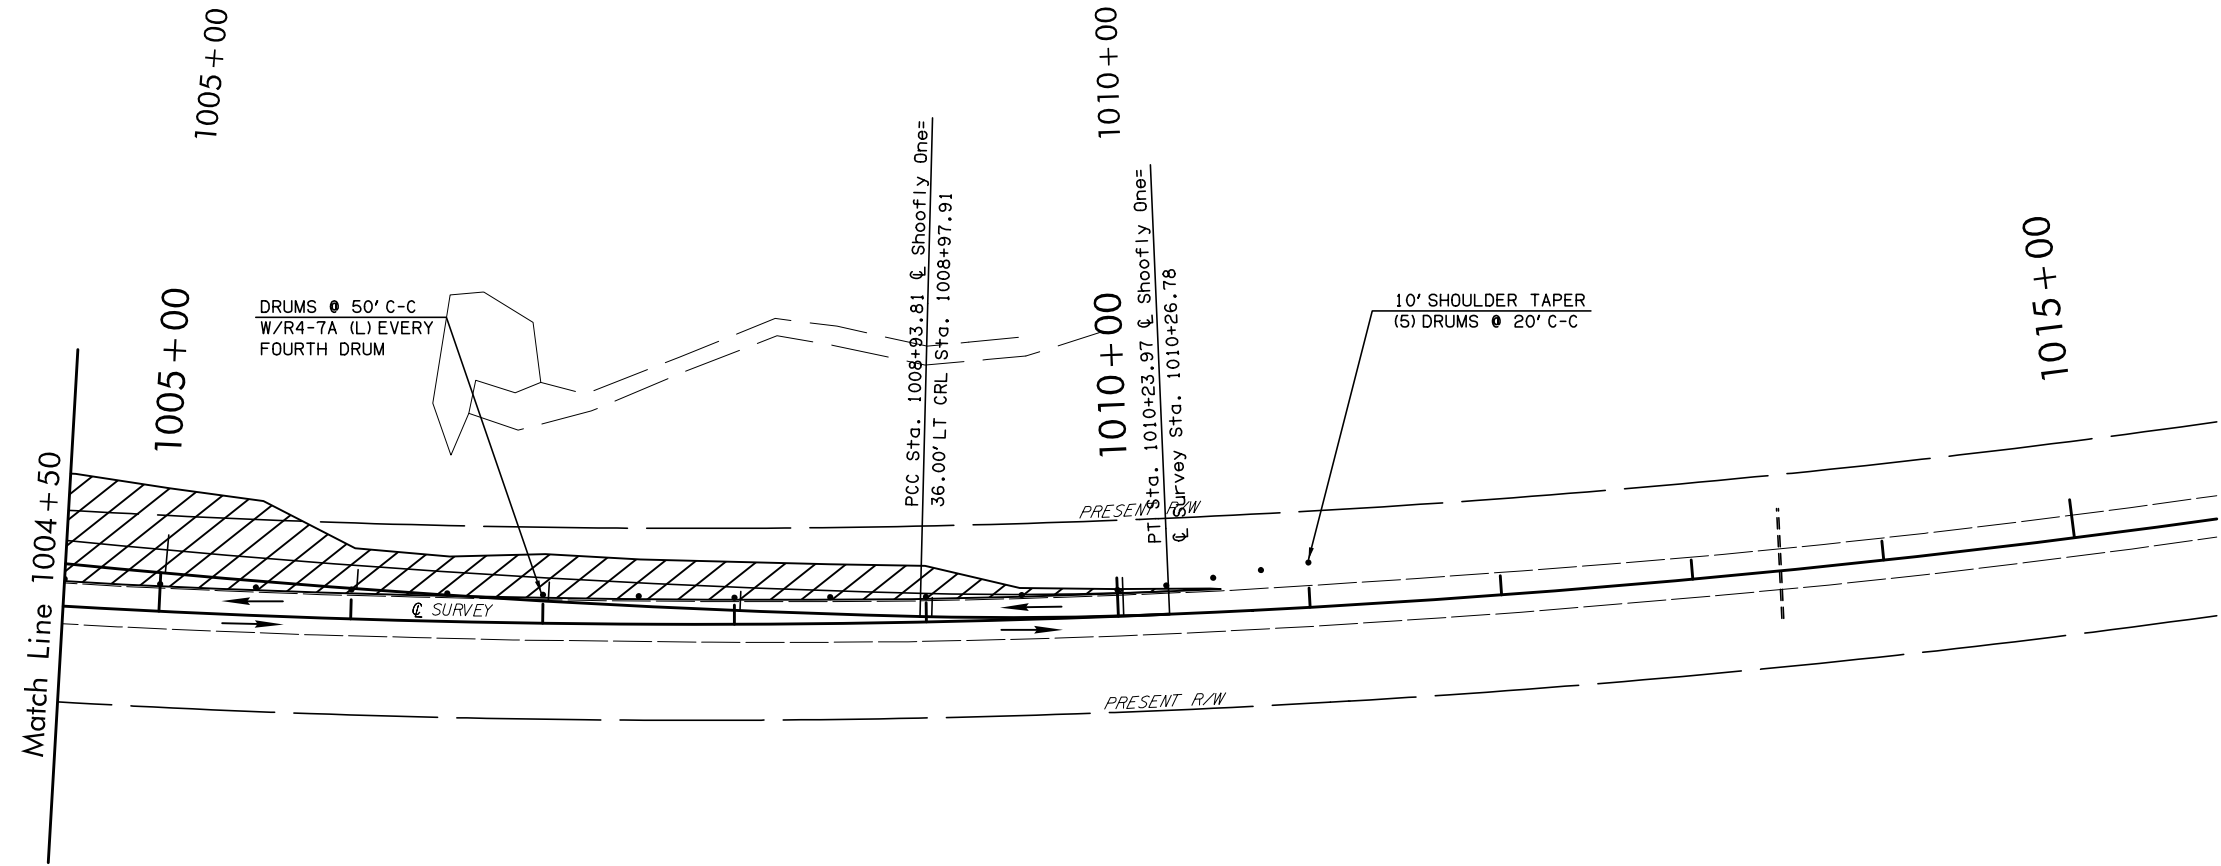 1005+00
1010+00
1005+00
1010+00
1015+00
DRUMS @ 50' C-C
W/R4-7A (L) EVERY
FOURTH DRUM
PCC Sta. 1008+93.81 ℄ Shoofly One=
36.00' LT CRL Sta. 1008+97.91
PT Sta. 1010+23.97 ℄ Shoofly One=
℄ Survey Sta. 1010+26.78
10' SHOULDER TAPER
(5) DRUMS @ 20' C-C
Match Line 1004+50
PRESENT R/W
℄ SURVEY
PRESENT R/W